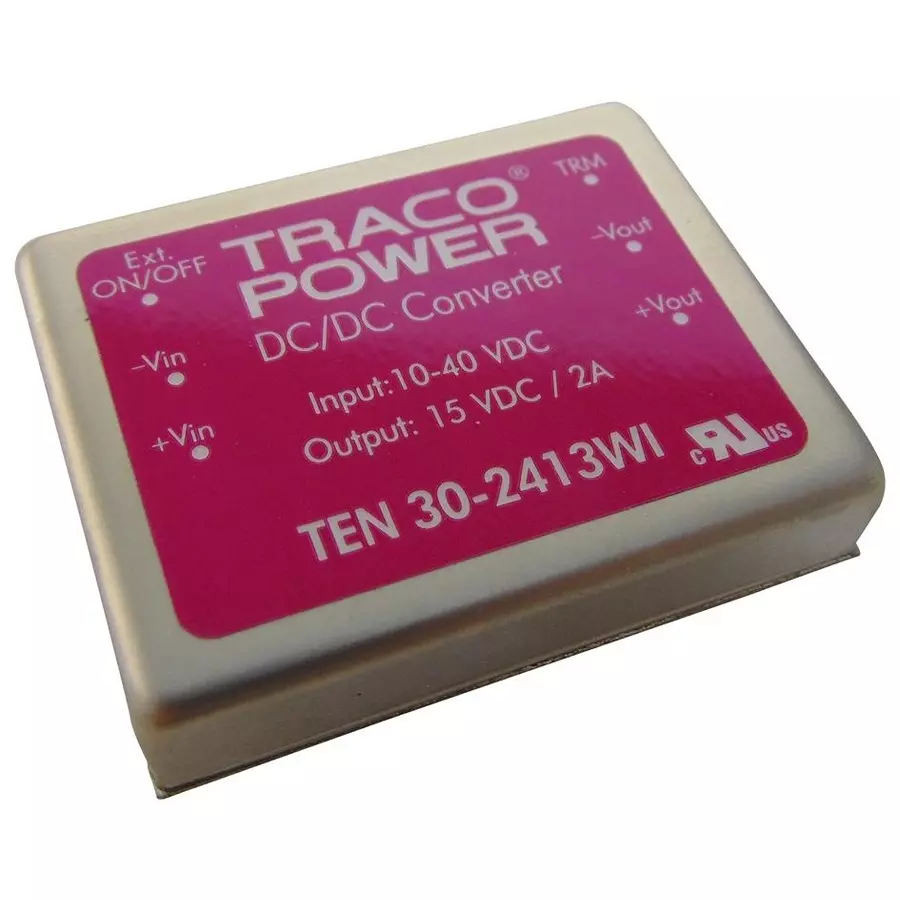 TRACO®
POWER
DC/DC Converter
Input:10-40 VDC
Output: 15 VDC / 2A
TEN 30-2413WI
Ext.
ON/OFF
–Vin
+Vin
TRM
–Vout
+Vout
c RU US